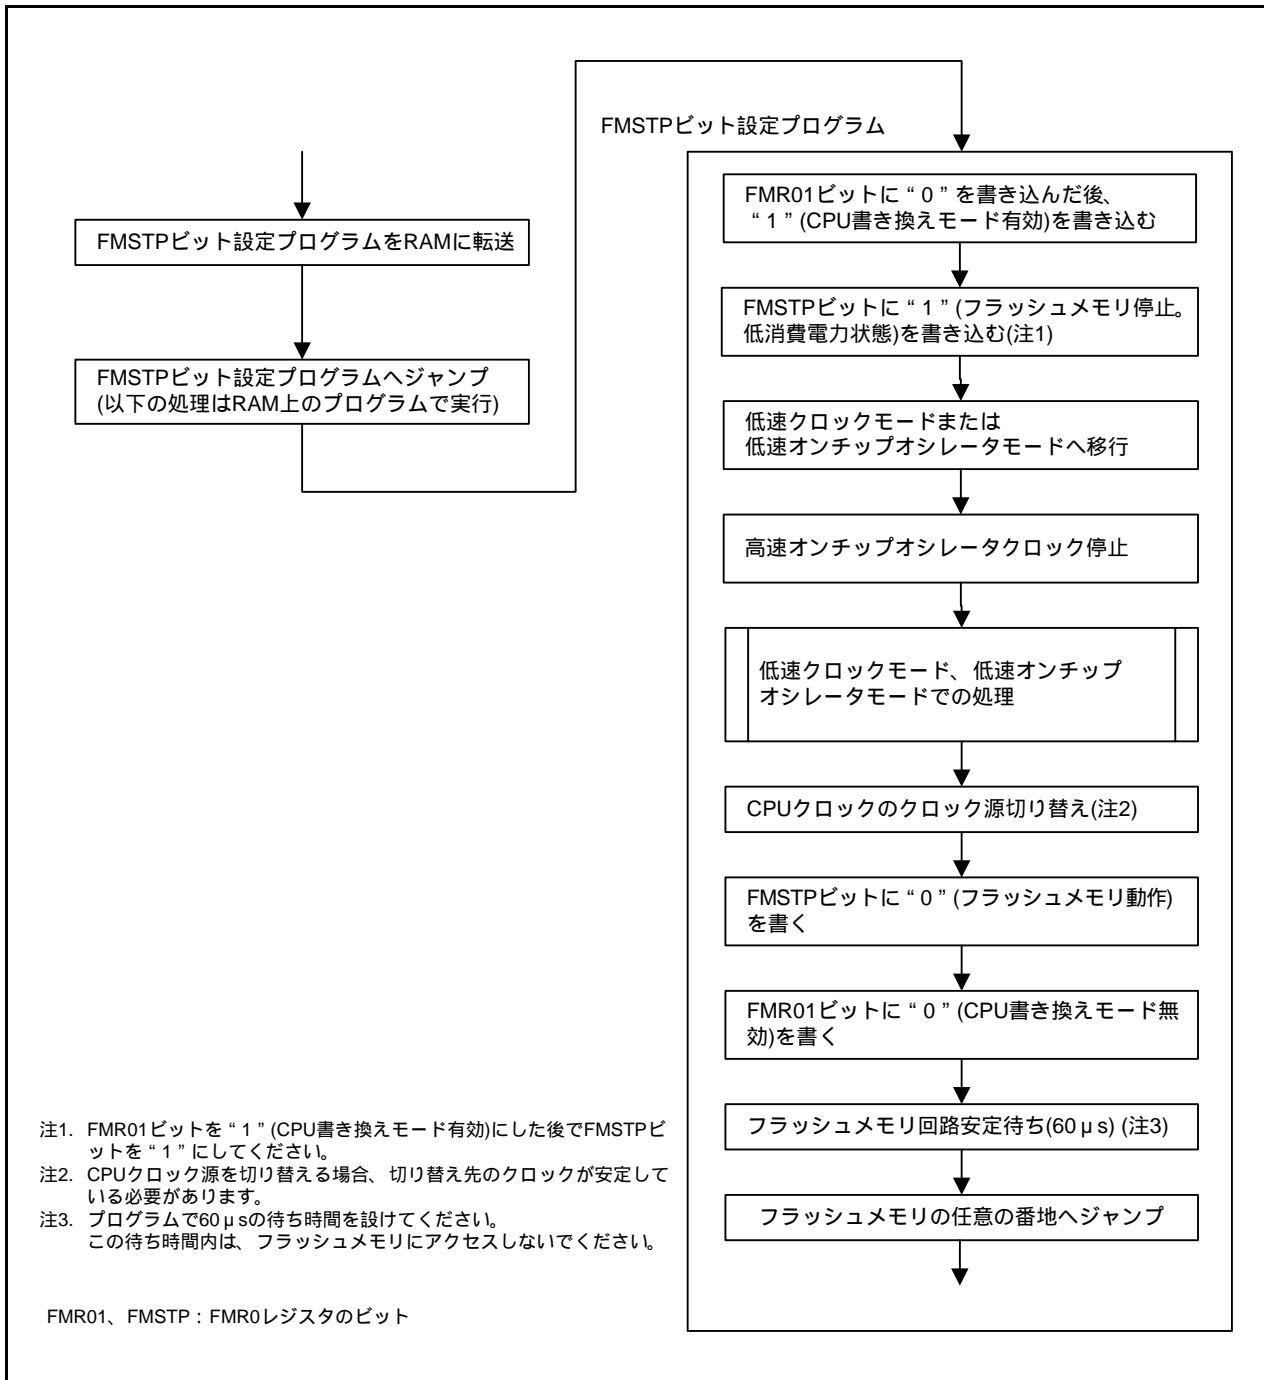 FMSTPビット設定プログラムをRAMに転送
FMSTPビット設定プログラムへジャンプ
(以下の処理はRAM上のプログラムで実行)
FMSTPビット設定プログラム
FMR01ビットに“0”を書き込んだ後、
“1”(CPU書き換えモード有効)を書き込む
FMSTPビットに“1”(フラッシュメモリ停止。
低消費電力状態)を書き込む(注1)
低速クロックモードまたは
低速オンチップオシレータモードへ移行
高速オンチップオシレータクロック停止
低速クロックモード、低速オンチップ
オシレータモードでの処理
CPUクロックのクロック源切り替え(注2)
FMSTPビットに“0”(フラッシュメモリ動作)
を書く
FMR01ビットに“0”(CPU書き換えモード無
効)を書く
フラッシュメモリ回路安定待ち(60μs) (注3)
フラッシュメモリの任意の番地へジャンプ
注1. FMR01ビットを“1”(CPU書き換えモード有効)にした後でFMSTPビ
ットを“1”にしてください。
注2. CPUクロック源を切り替える場合、切り替え先のクロックが安定して
いる必要があります。
注3. プログラムで60μsの待ち時間を設けてください。
この待ち時間内は、フラッシュメモリにアクセスしないでください。
FMR01、FMSTP:FMR0レジスタのビット